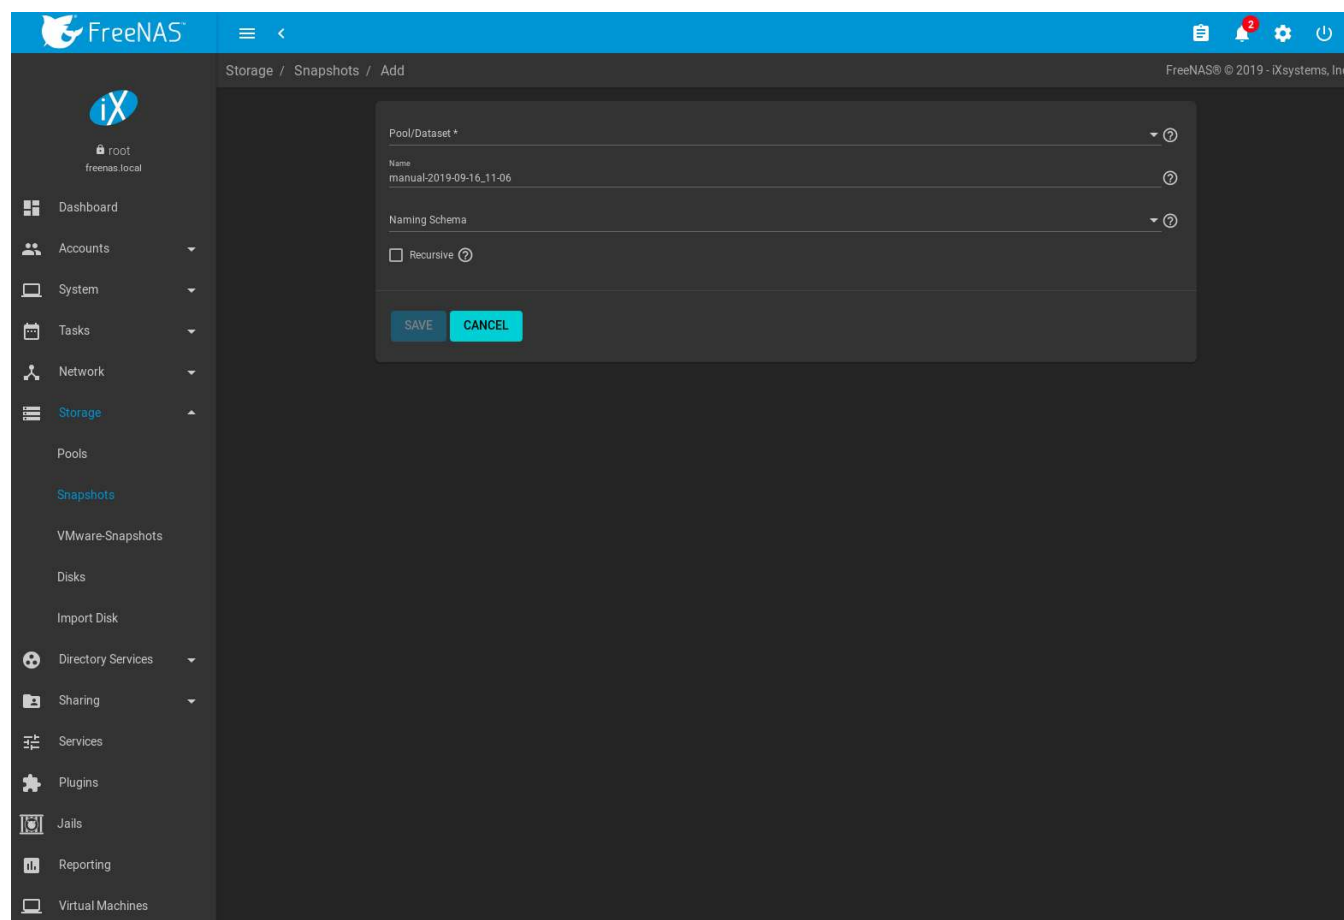 FreeNAS
2
Storage / Snapshots / Add
FreeNAS® © 2019 - iXsystems, Inc
iX
root
freenas.local
Dashboard
Accounts
System
Tasks
Network
Storage
Pools
Snapshots
VMware-Snapshots
Disks
Import Disk
Directory Services
Sharing
Services
Plugins
Jails
Reporting
Virtual Machines
Pool/Dataset *
Name
manual-2019-09-16_11-06
Naming Schema
Recursive
SAVE CANCEL